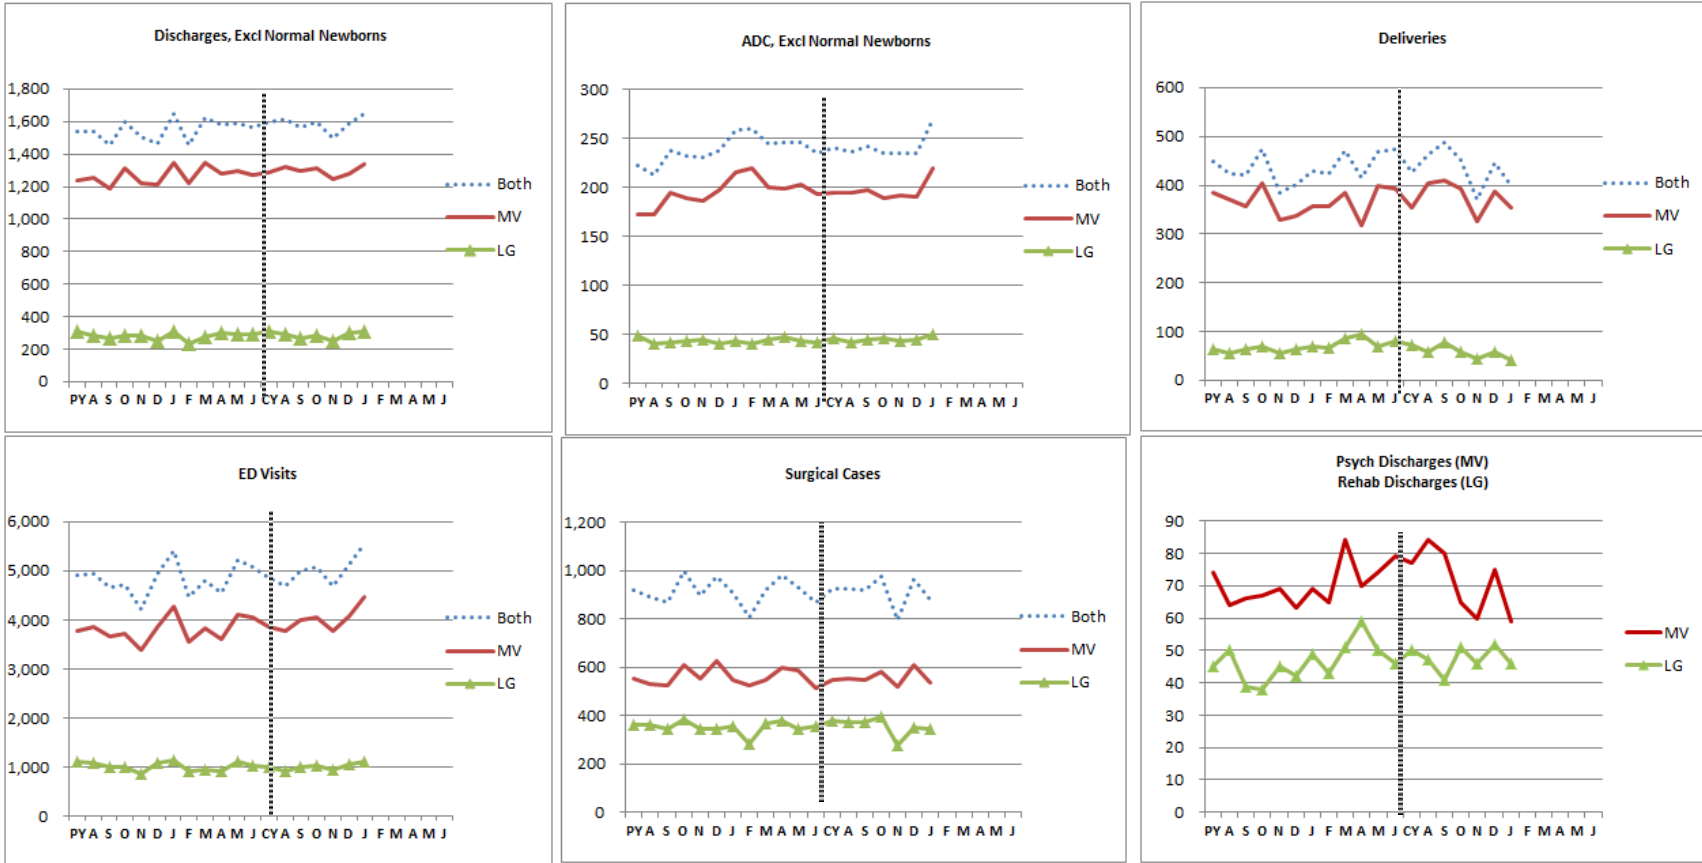 Discharges, Excl Normal Newborns
1,800
1,600
1,400
1,200
1,000
800
600
400
200
0
PY A S O N D J F M A M J CY A S O N D J F M A M J
Both
MV
LG
ADC, Excl Normal Newborns
300
250
200
150
100
50
0
PY A S O N D J F M A M J CY A S O N D J F M A M J
Both
MV
LG
Deliveries
600
500
400
300
200
100
0
PY A S O N D J F M A M J CY A S O N D J F M A M J
Both
MV
LG
ED Visits
6,000
5,000
4,000
3,000
2,000
1,000
0
PY A S O N D J F M A M J CY A S O N D J F M A M J
Both
MV
LG
Surgical Cases
1,200
1,000
800
600
400
200
0
PY A S O N D J F M A M J CY A S O N D J F M A M J
Both
MV
LG
Psych Discharges (MV)
Rehab Discharges (LG)
90
80
70
60
50
40
30
20
10
0
PY A S O N D J F M A M J CY A S O N D J F M A M J
MV
LG